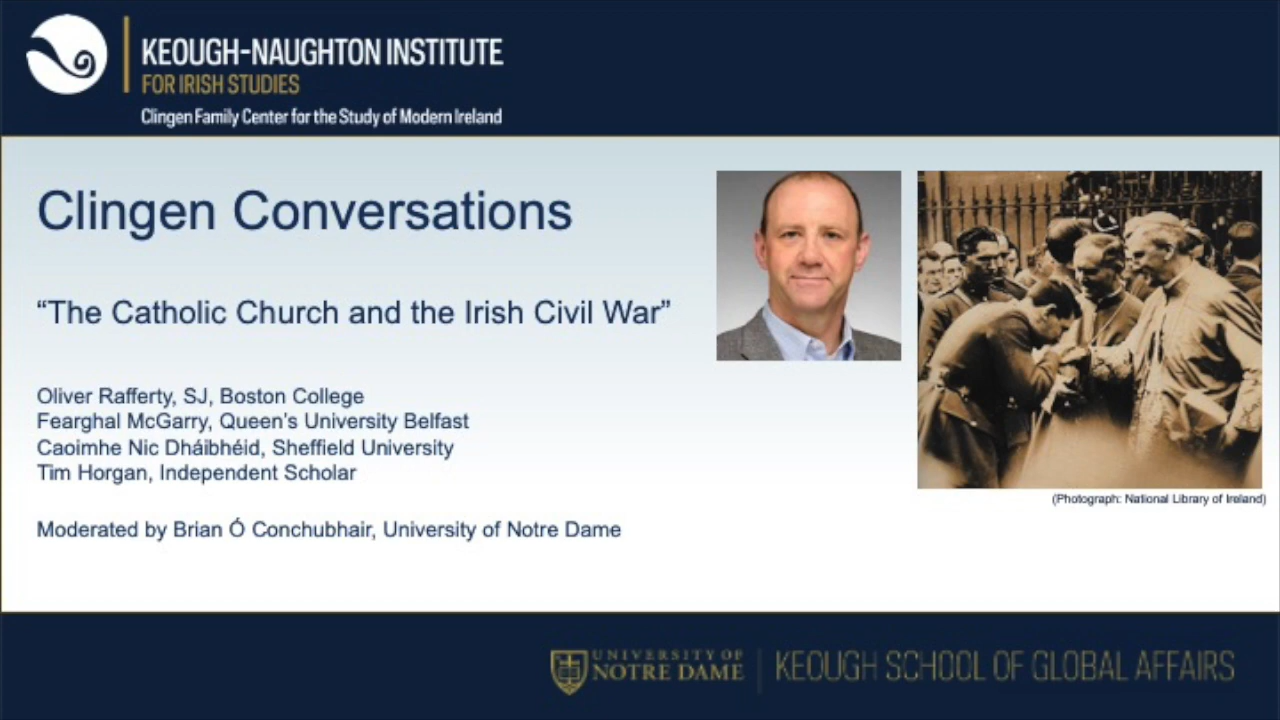 KEOUGH-NAUGHTON INSTITUTE
FOR IRISH STUDIES
Clingen Family Center for the Study of Modern Ireland
Clingen Conversations
“The Catholic Church and the Irish Civil War”
Oliver Rafferty, SJ, Boston College
Fearghal McGarry, Queen’s University Belfast
Caoimhe Nic Dháibhéid, Sheffield University
Tim Horgan, Independent Scholar
Moderated by Brian Ó Conchubhair, University of Notre Dame
(Photograph: National Library of Ireland)
UNIVERSITY OF
NOTRE DAME
KEOUGH SCHOOL OF GLOBAL AFFAIRS